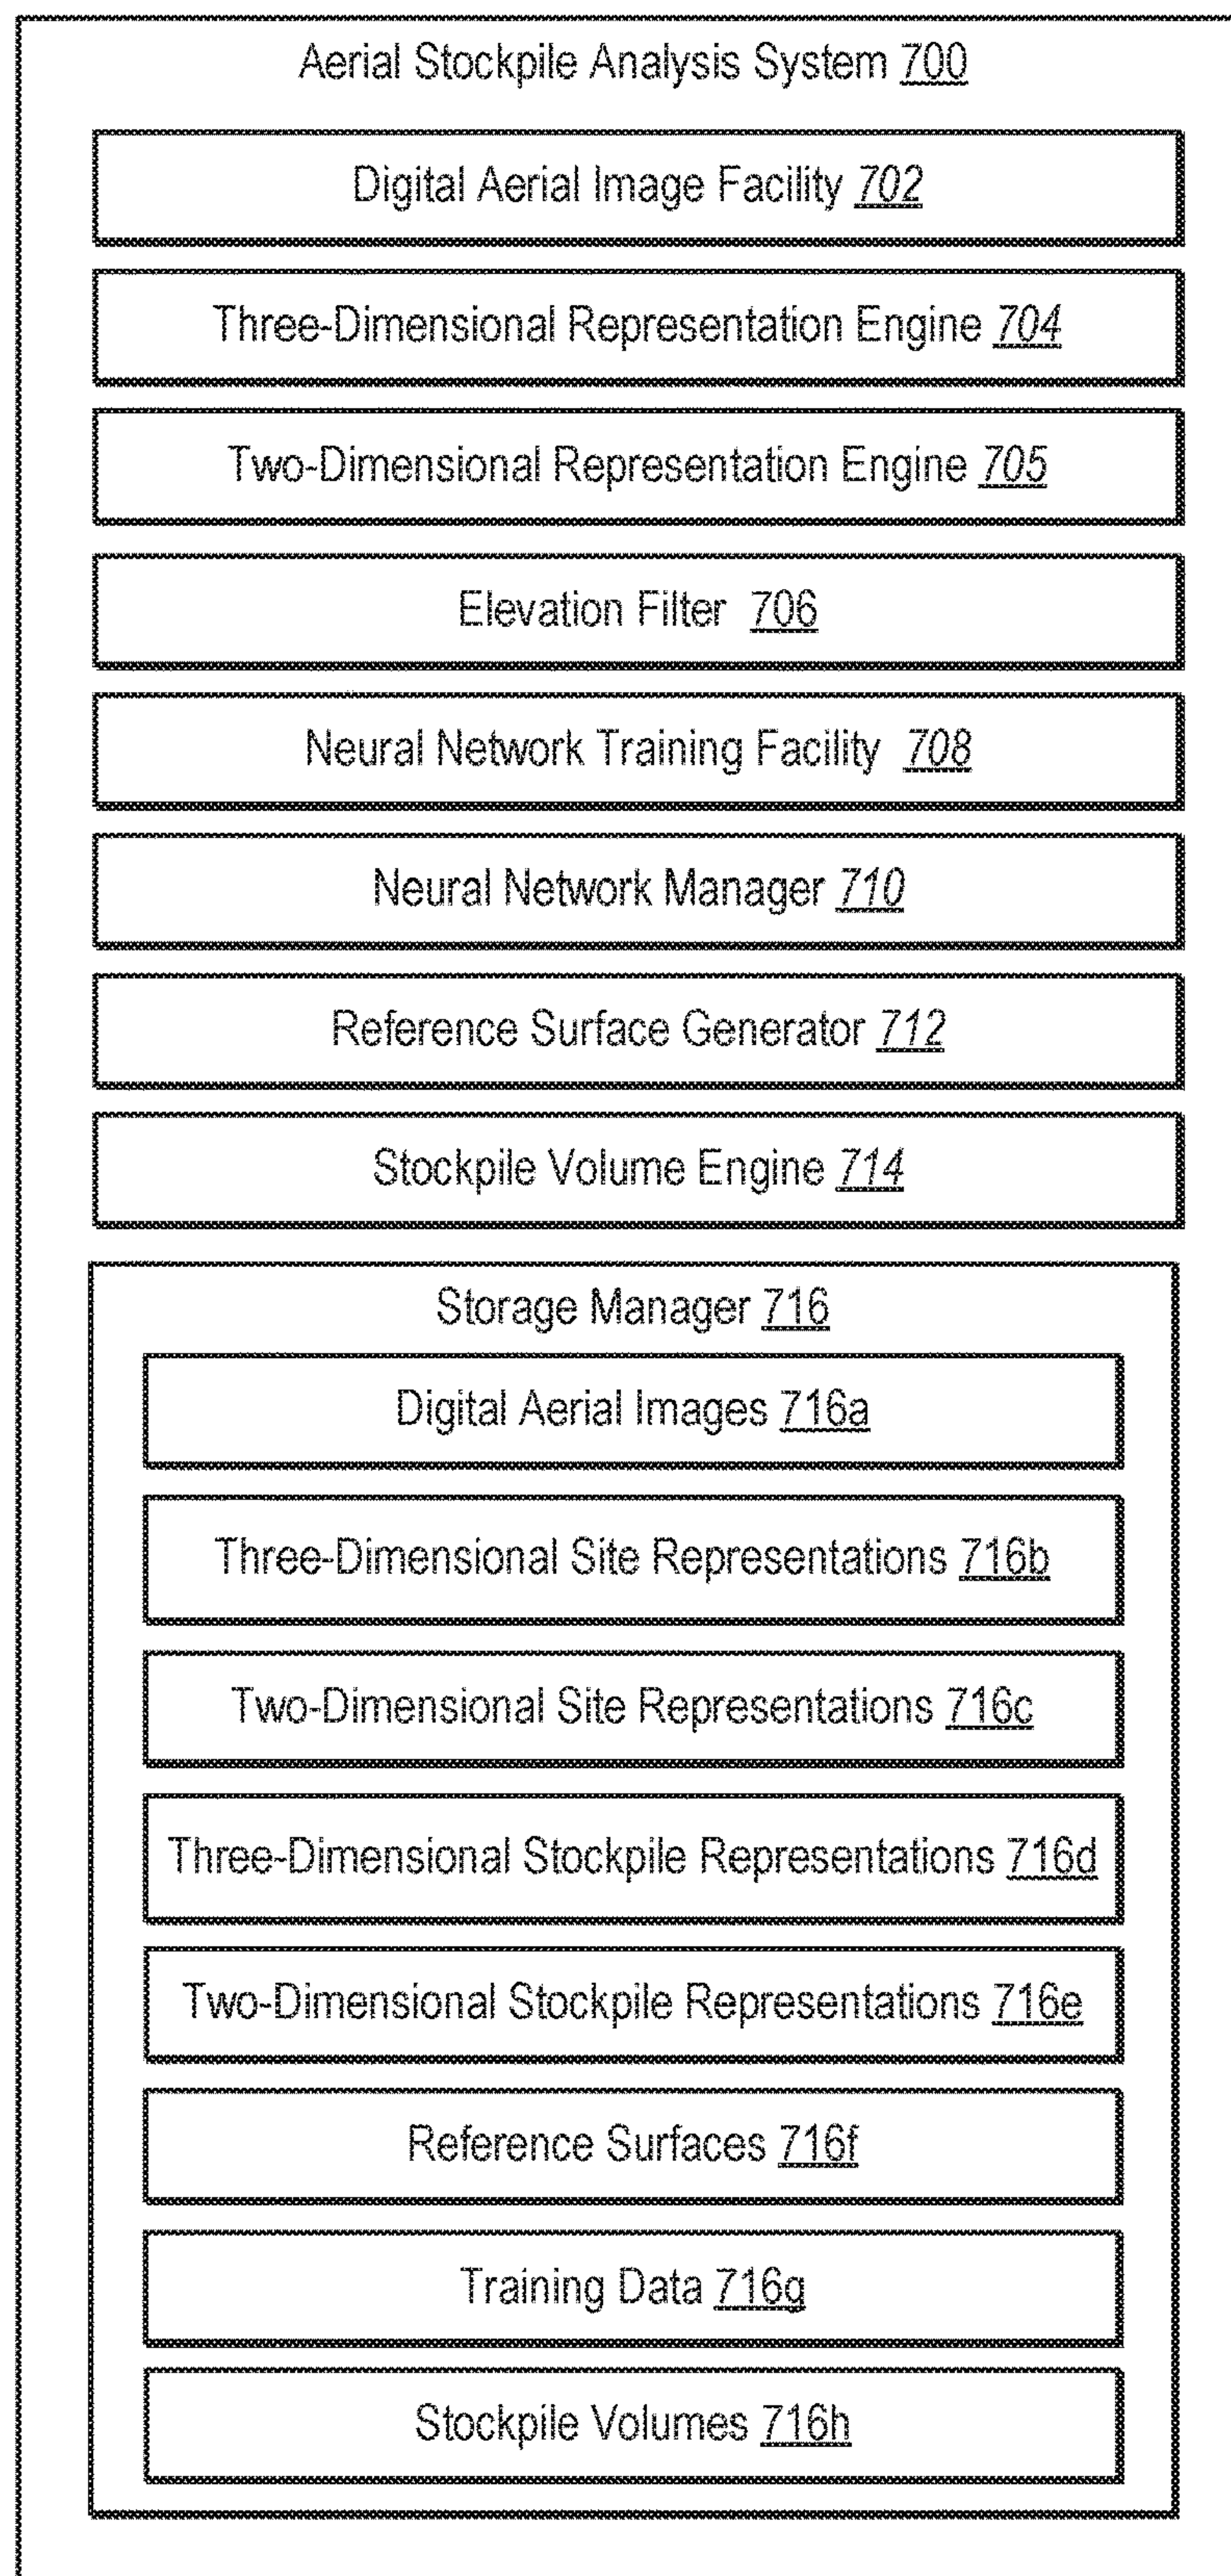 Aerial Stockpile Analysis System 700
Digital Aerial Image Facility 702
Three-Dimensional Representation Engine 704
Two-Dimensional Representation Engine 705
Elevation Filter 706
Neural Network Training Facility 708
Neural Network Manager 710
Reference Surface Generator 712
Stockpile Volume Engine 714
Storage Manager 716
Digital Aerial Images 716a
Three-Dimensional Site Representations 716b
Two-Dimensional Site Representations 716c
Three-Dimensional Stockpile Representations 716d
Two-Dimensional Stockpile Representations 716e
Reference Surfaces 716f
Training Data 716g
Stockpile Volumes 716h